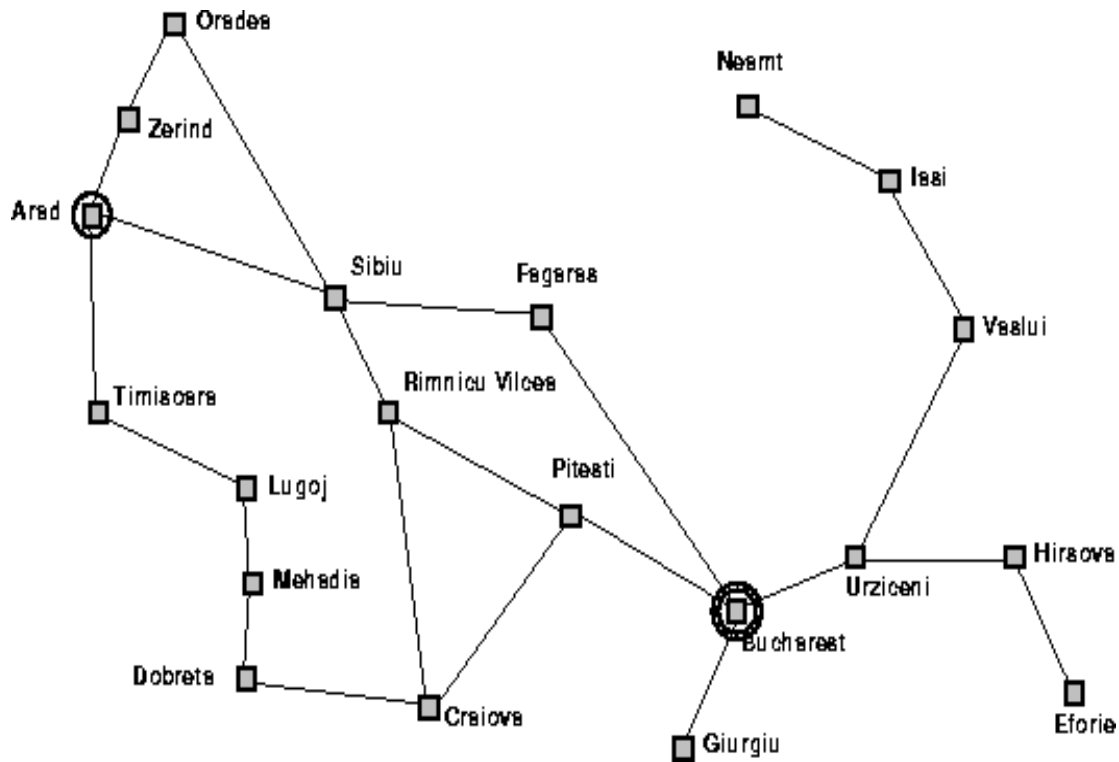 Oradea
Neamt
Zerind
Iasi
Arad
Sibiu
Fagaras
Vaslui
Rimnicu Vilcea
Timisoara
Pitesti
Lugoj
Hirsova
Mehadia
Urziceni
Bucharest
Dobreta
Craiova
Eforie
Giurgiu